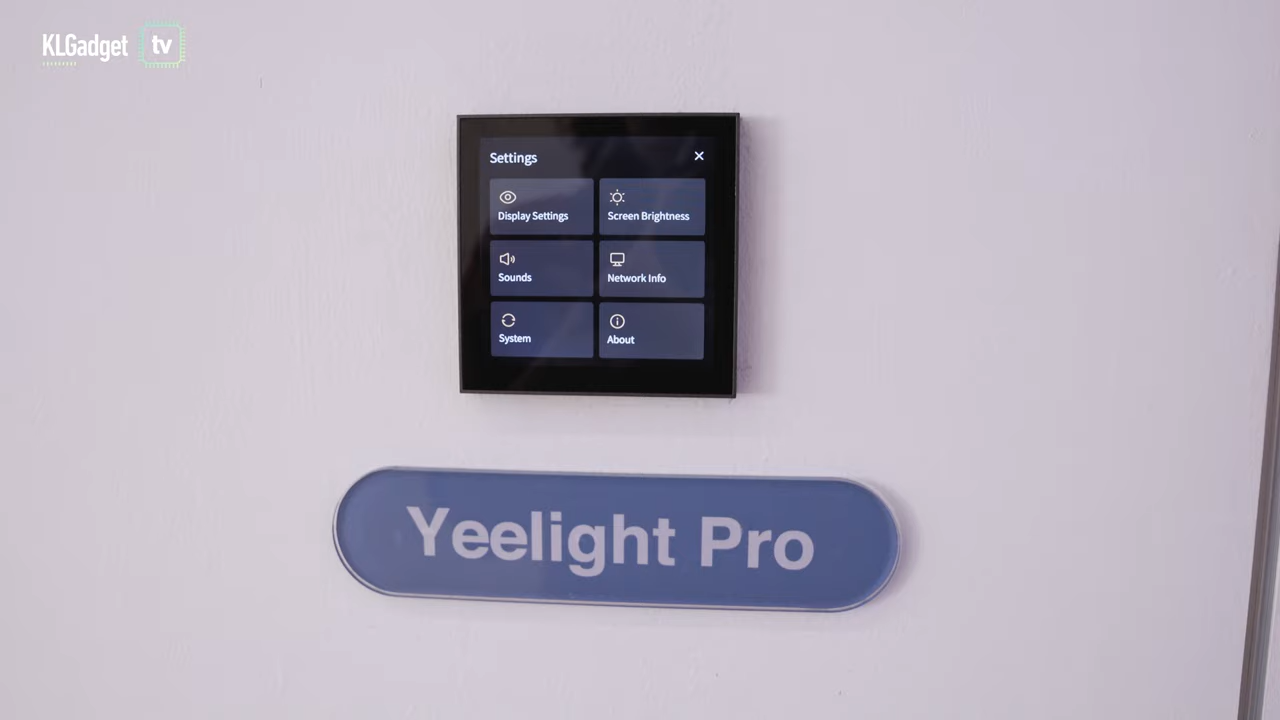 KLGadget tv
Settings
Display Settings
Screen Brightness
Sounds
Network Info
System
About
Yeelight Pro